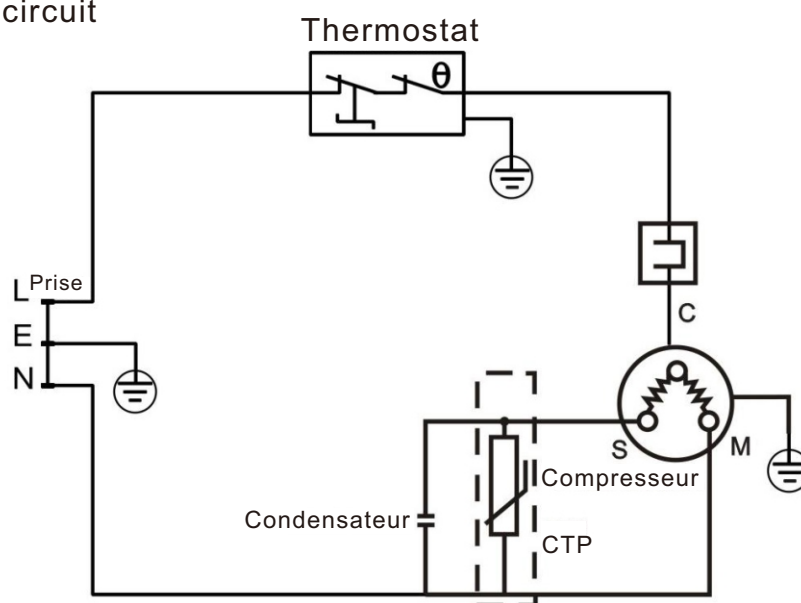 circuit
Thermostat
θ
L Prise
E
N
C
S
M
Compresseur
Condensateur
CTP